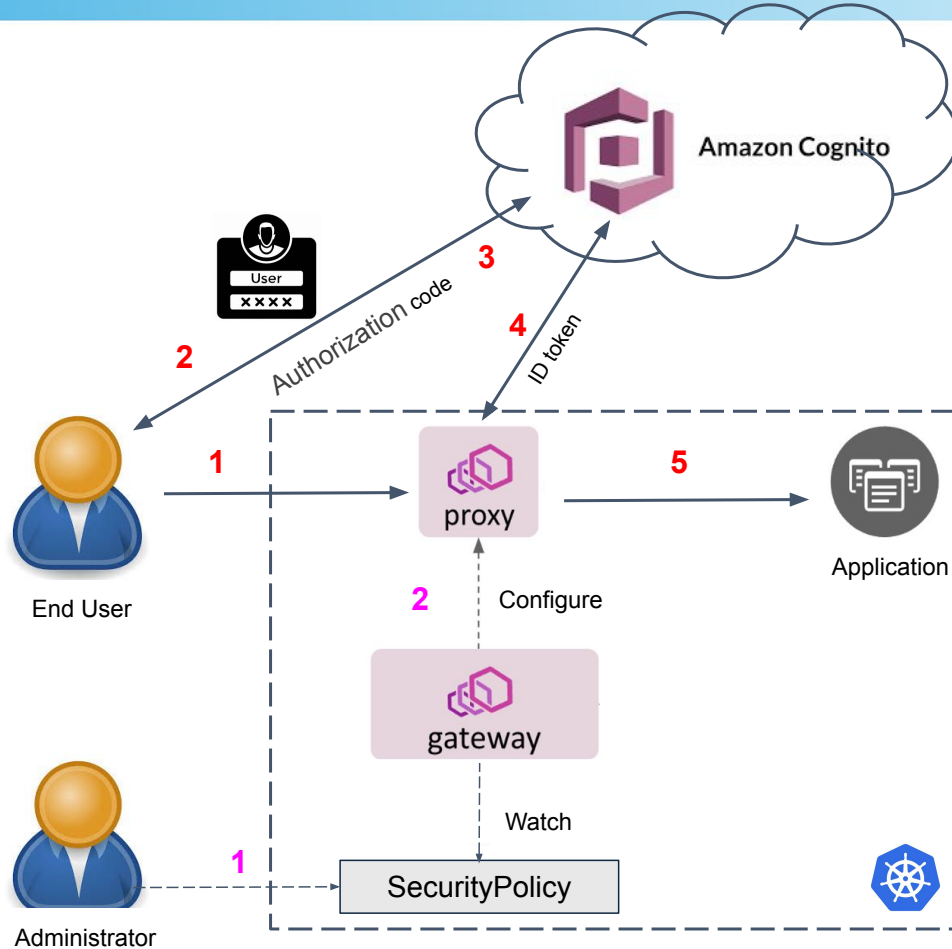 Amazon Cognito
User
××××
3
Authorization code
2
4
ID token
1
proxy
5
Application
End User
2
Configure
gateway
Watch
1
SecurityPolicy
Administrator